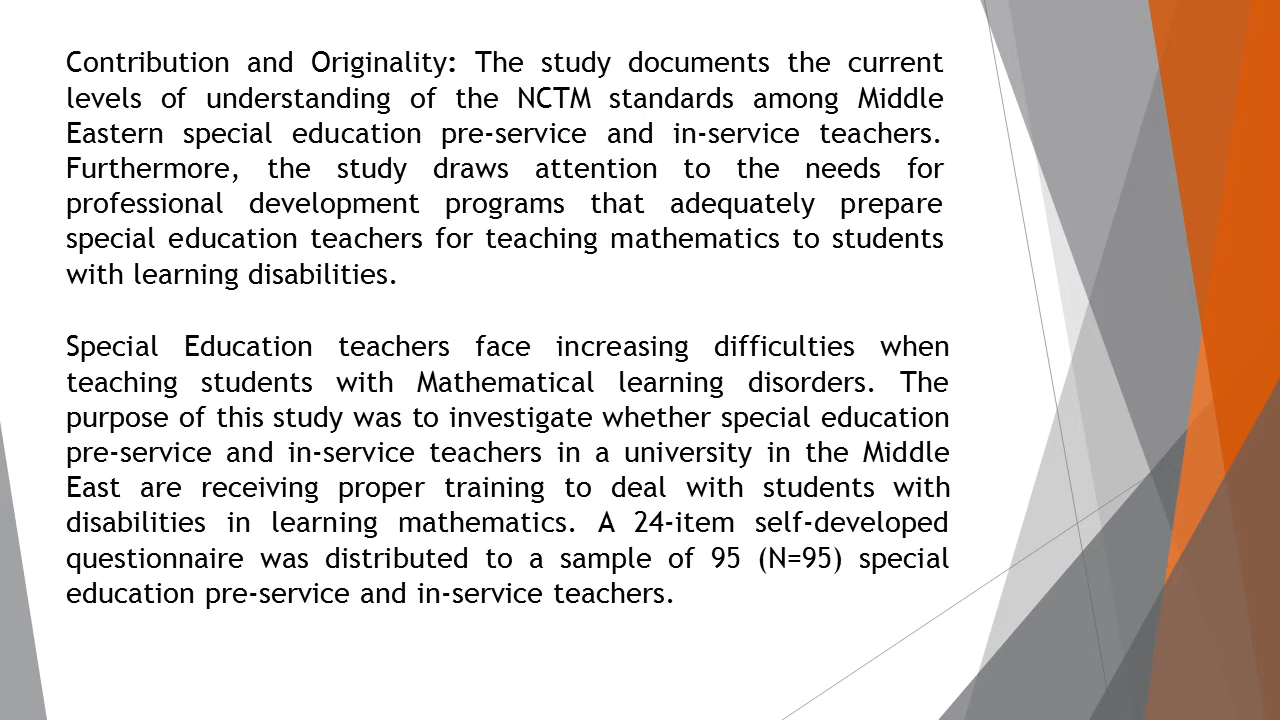 Contribution and Originality: The study documents the current
levels of understanding of the NCTM standards among Middle
Eastern special education pre-service and in-service teachers.
Furthermore, the study draws attention to the needs for
professional development programs that adequately prepare
special education teachers for teaching mathematics to students
with learning disabilities.
Special Education teachers face increasing difficulties when
teaching students with Mathematical learning disorders. The
purpose of this study was to investigate whether special education
pre-service and in-service teachers in a university in the Middle
East are receiving proper training to deal with students with
disabilities in learning mathematics. A 24-item self-developed
questionnaire was distributed to a sample of 95 (N=95) special
education pre-service and in-service teachers.